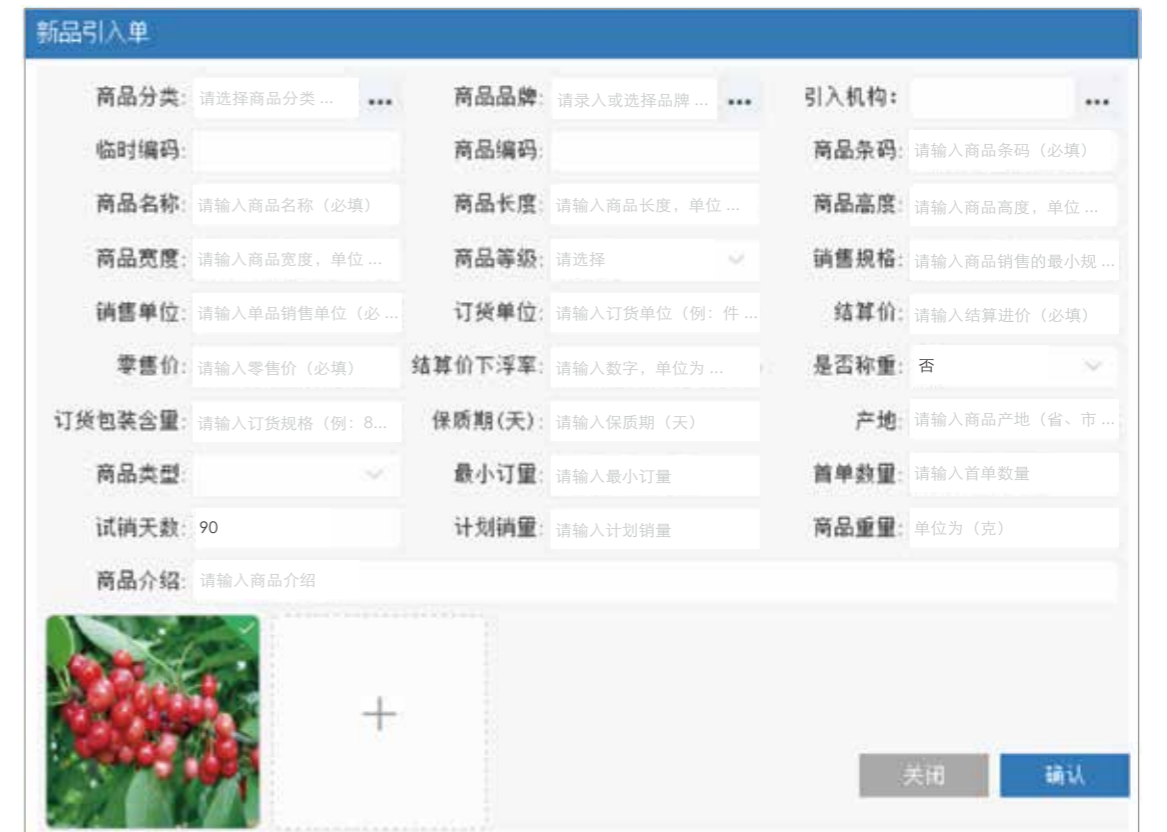 新品引入单
商品分类: 请选择商品分类 ... ••• 商品品牌: 请录入或选择品牌 ... ••• 引入机构: •••
临时编码: 商品编码: 商品条码: 请输入商品条码（必填）
商品名称: 请输入商品名称（必填） 商品长度: 请输入商品长度，单位 ... 商品高度: 请输入商品高度，单位 ...
商品宽度: 请输入商品宽度，单位 ... 商品等级: 请选择 销售规格: 请输入商品销售的最小规 ...
销售单位: 请输入单品销售单位（必 ... 订货单位: 请输入订货单位（例：件 ... 结算价: 请输入结算进价（必填）
零售价: 请输入零售价（必填） 结算价下浮率: 请输入数字，单位为 ... 是否称重: 否
订货包装含量: 请输入订货规格（例：8... 保质期(天): 请输入保质期（天） 产地: 请输入商品产地（省、市 ...
商品类型: 最小订量: 请输入最小订量 首单数量: 请输入首单数量
试销天数: 90 计划销量: 请输入计划销量 商品重量: 单位为（克）
商品介绍: 请输入商品介绍
关闭 确认